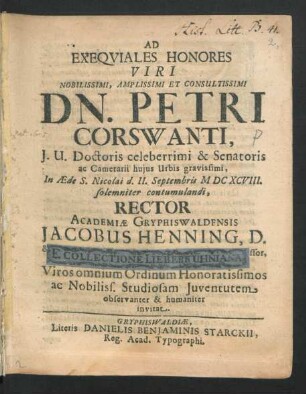 AD
EXEQVIALES HONORES
VIRI
NOBILISSIMI, AMPLISSIMI ET CONSULTISSIMI
DN. PETRI
CORSWANTI,
J. U. Doctoris celeberrimi & Senatoris
ac Camerarii hujus Urbis gravissimi,
In Æde S. Nicolai d. II. Septembris MDCXCVIII.
solemniter contumulandi,
RECTOR
ACADEMIÆ GRYPHISWALDENSIS
JACOBUS HENNING, D.
E COLLECTIONE LIEBERKUHNIANA
Viros omnium Ordinum Honoratissimos
ac Nobiliss. Studiosam Juventutem
observanter & humaniter
invitat.
GRYPHISWALDIÆ,
Literis DANIELIS BENJAMINIS STARCKII,
Reg. Acad. Typographi.